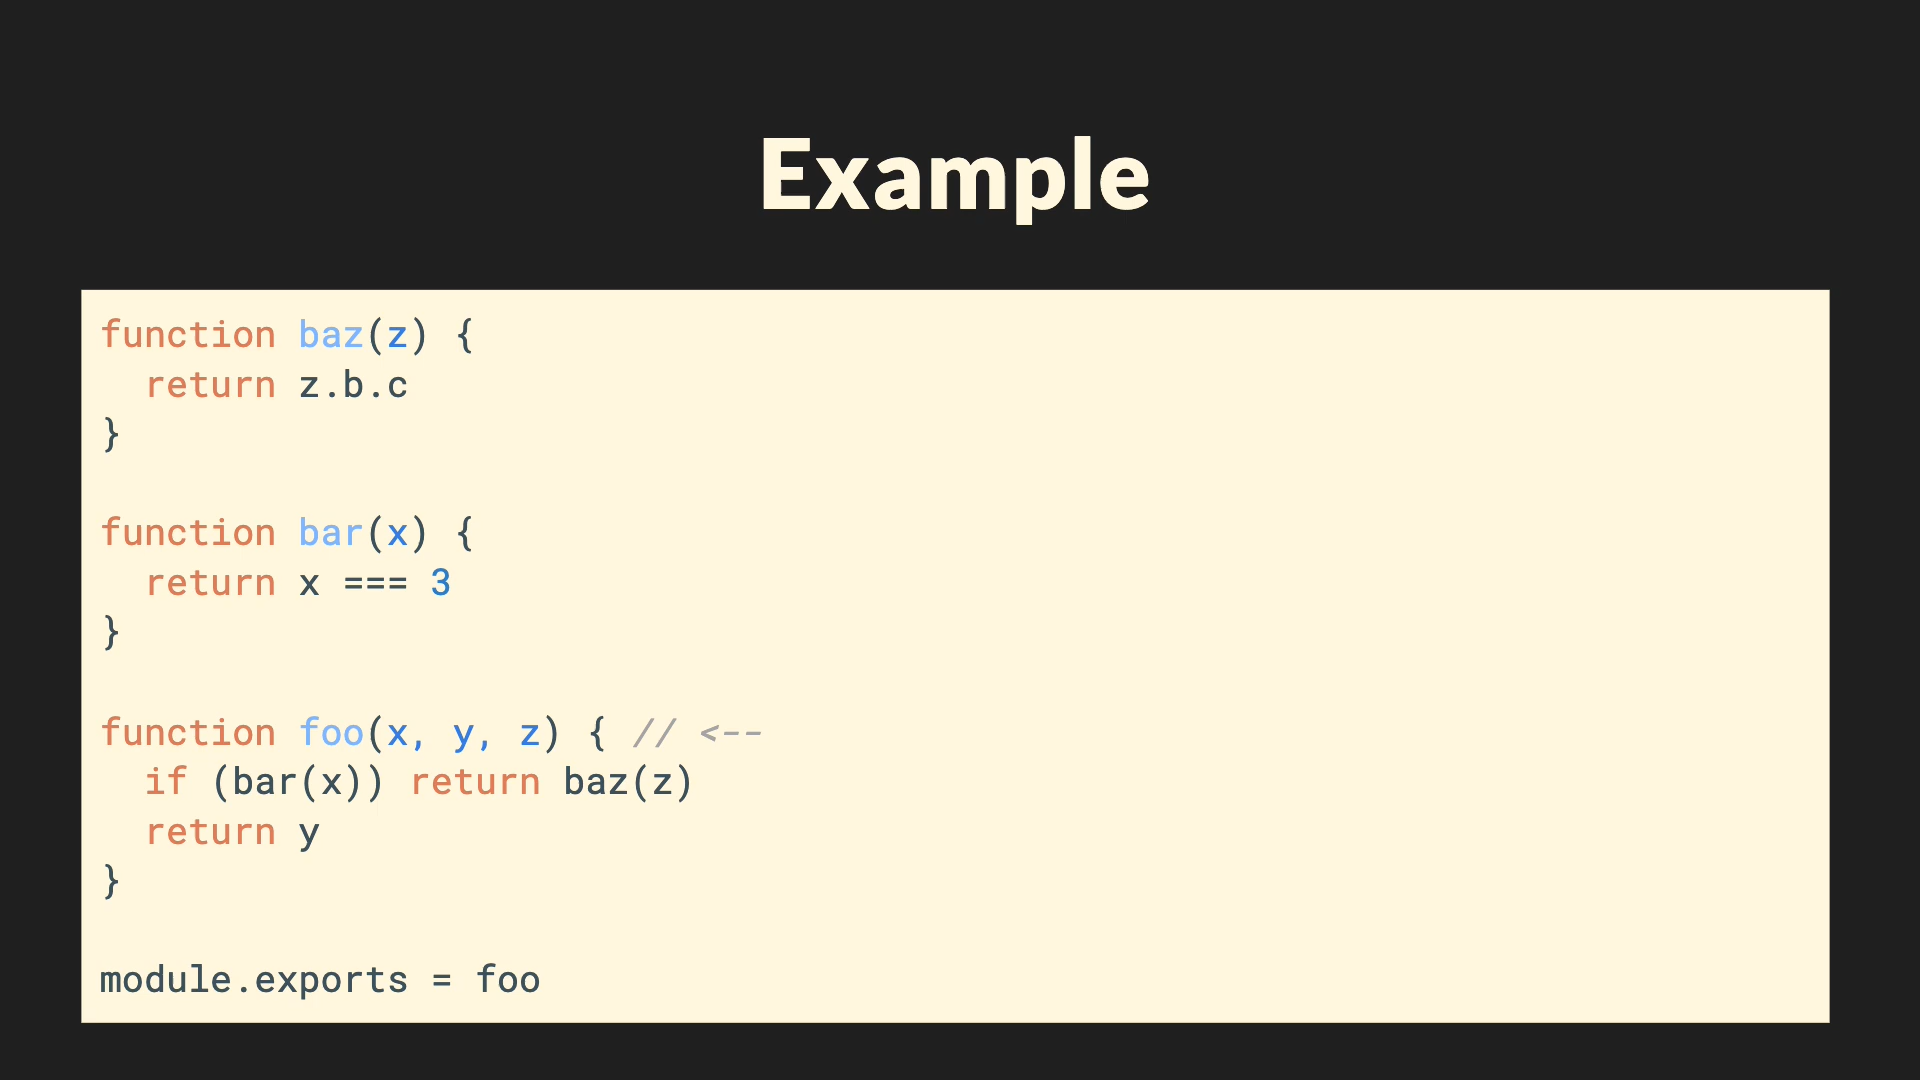 Example
function baz(z) {
  return z.b.c
}
function bar(x) {
  return x === 3
}
function foo(x, y, z) { // <--
  if (bar(x)) return baz(z)
  return y
}
module.exports = foo